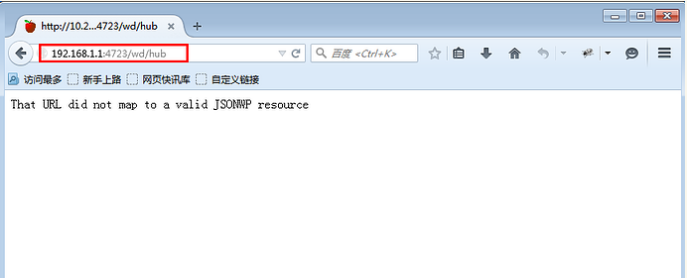 http://10.2...4723/wd/hub
192.168.1.1:4723/wd/hub
百度 <Ctrl+K>
访问最多 新手上路 网页快讯库 自定义链接
That URL did not map to a valid JSONWP resource